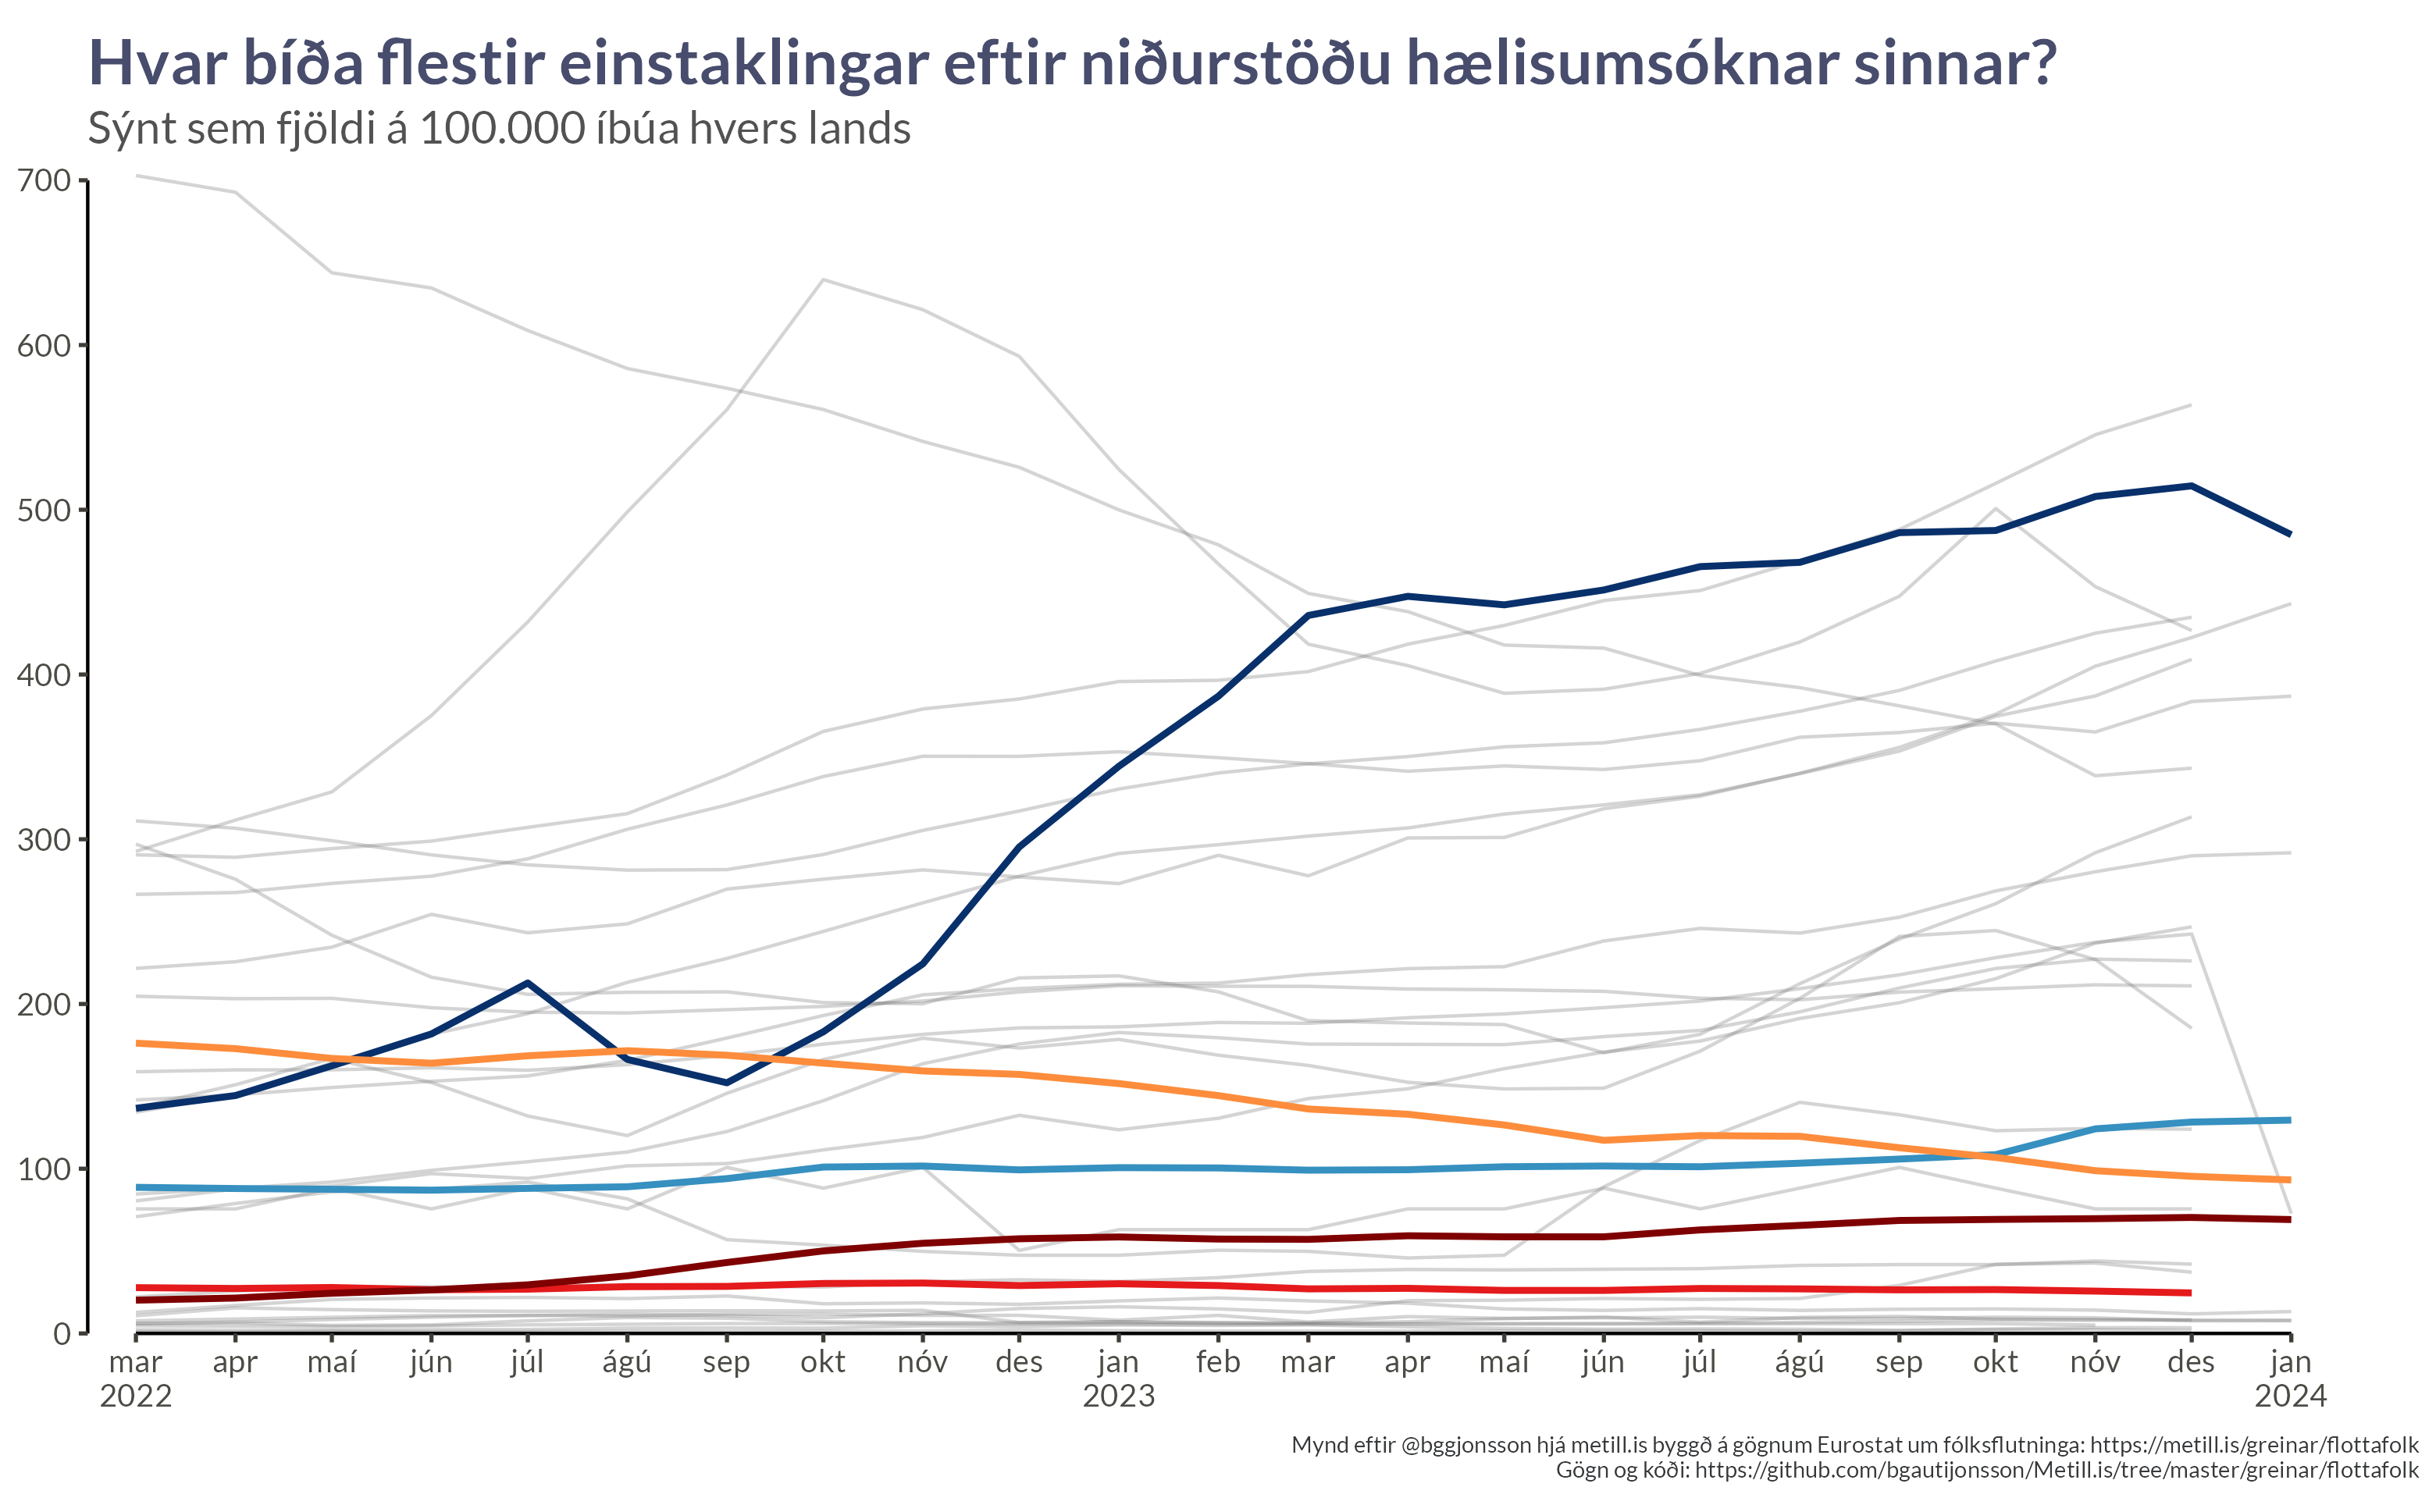 Hvar bíða flestir einstaklingar eftir niðurstöðu hælisumsóknar sinnar?
Sýnt sem fjöldi á 100.000 íbúa hvers lands
700
600
500
400
300
200
100
0
mar apr maí jún júl ágú sep okt nóv des jan feb mar apr maí jún júl ágú sep okt nóv des jan
2022 2023 2024
Mynd eftir @bggjonsson hjá metill.is byggð á gögnum Eurostat um fólksflutninga: https://metill.is/greinar/flottafolk
Gögn og kóði: https://github.com/bgautijonsson/Metill.is/tree/master/greinar/flottafolk